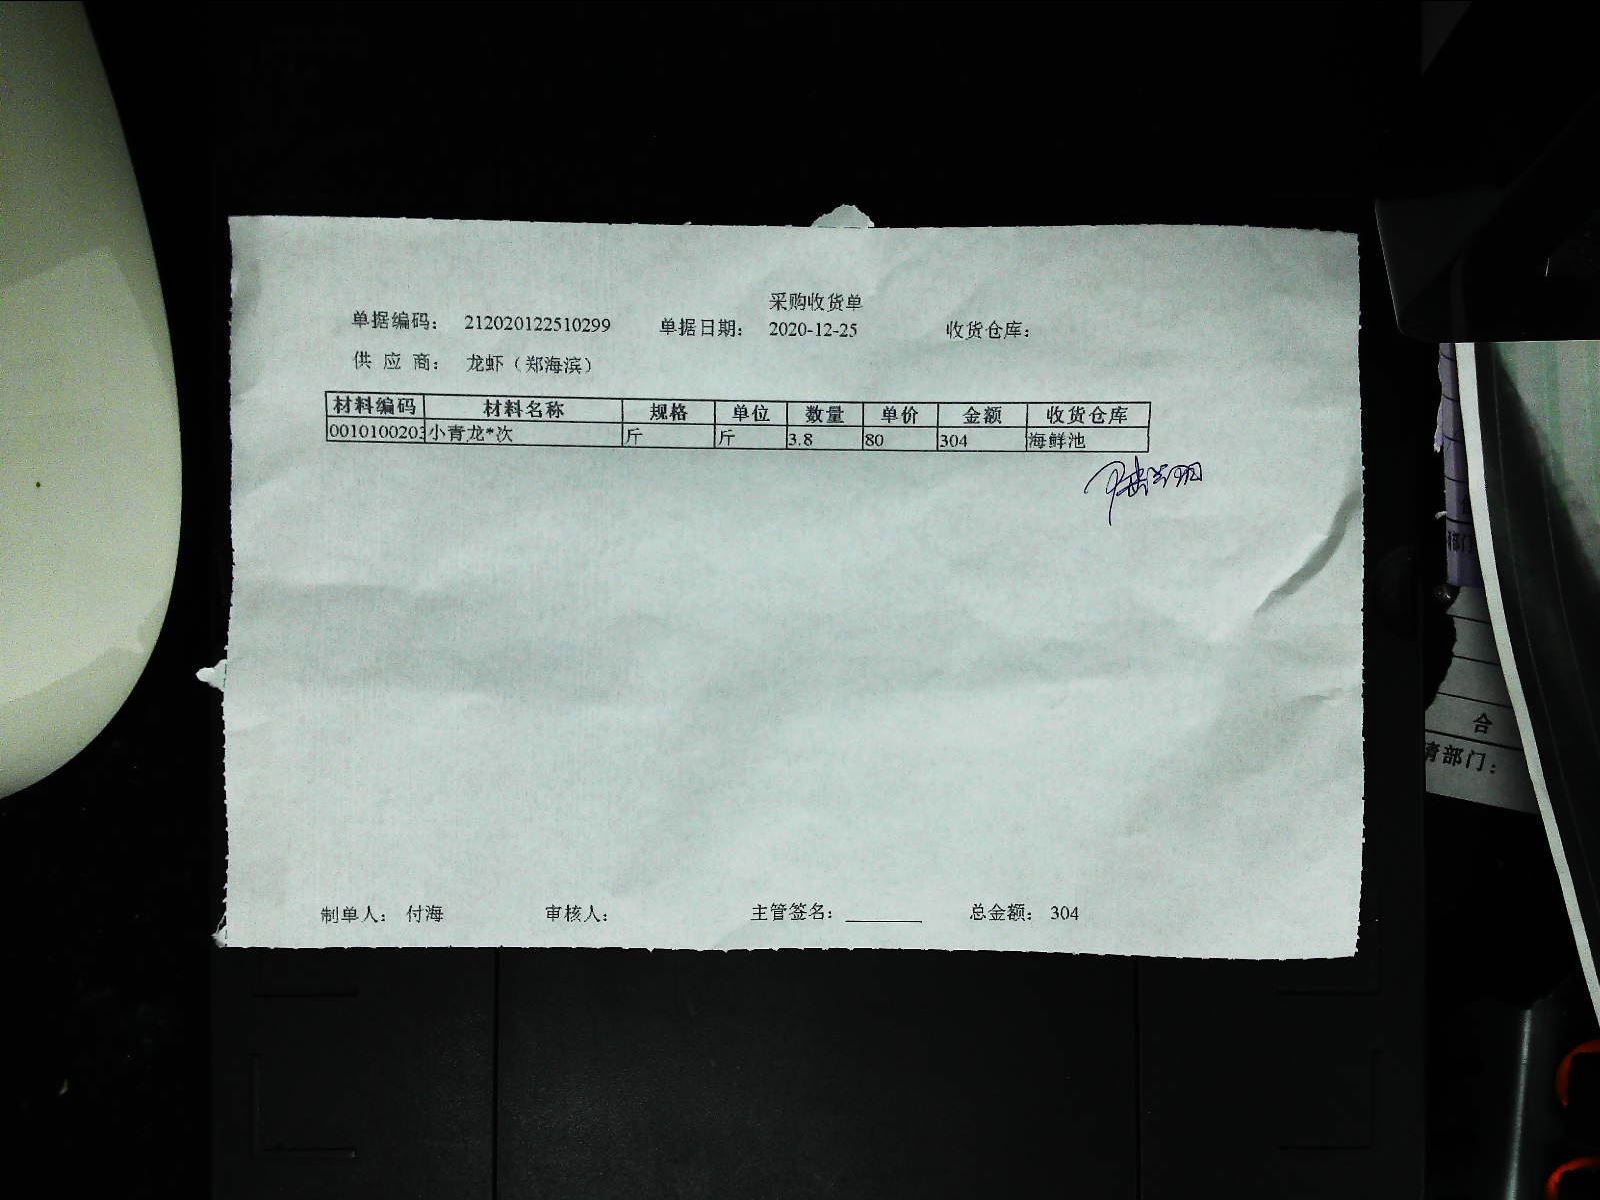 采购收货单
单据编码： 212020122510299 单据日期： 2020-12-25 收货仓库：
供 应 商： 龙虾（郑海滨）
材料编码 材料名称 规格 单位 数量 单价 金额 收货仓库
0010100203 小青龙*次 斤 斤 3.8 80 304 海鲜池
制单人： 付海 审核人： 主管签名： 总金额： 304
合
部门：